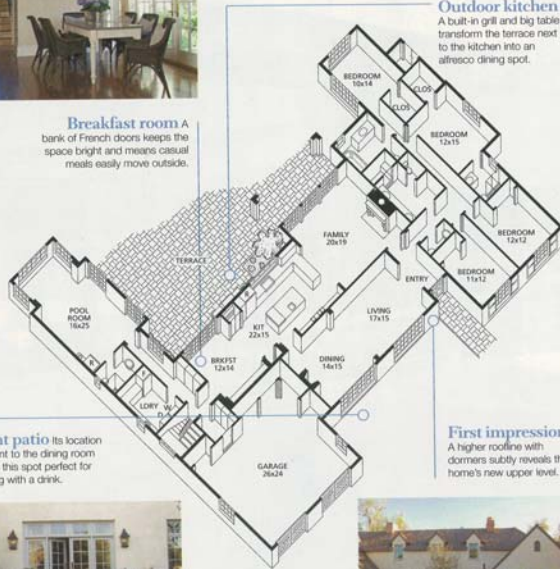 Outdoor kitchen
A built-in grill and big table
transform the terrace next
to the kitchen into an
alfresco dining spot.
Breakfast room A
bank of French doors keeps the
space bright and means casual
meals easily move outside.
BEDROOM
10x14
CLOS
CLOS
BEDROOM
12x15
BEDROOM
12x12
BEDROOM
11x12
FAMILY
20x19
ENTRY
TERRACE
LIVING
17x15
POOL
ROOM
16x25
KIT
22x15
BRKFST
12x14
DINING
14x15
R
F
LDRY
W
D
GARAGE
26x24
nt patio Its location
nt to the dining room
this spot perfect for
g with a drink.
First impression
A higher roofline with
dormers subtly reveals th
home's new upper level.